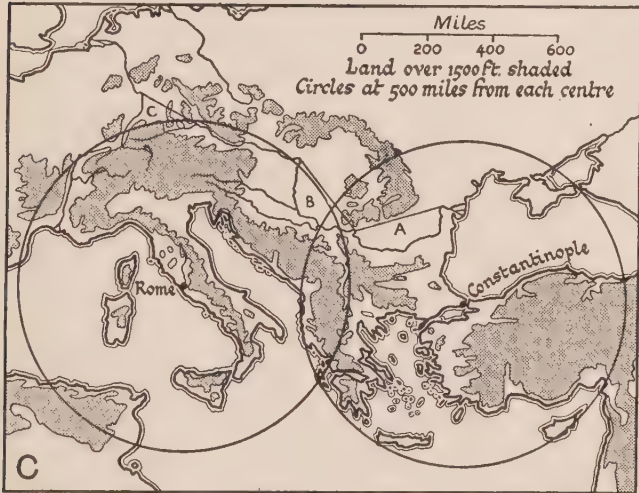 Miles
0 200 400 600
Land over 1500 ft. shaded
Circles at 500 miles from each centre
C
B
A
Constantinople
Rome
C